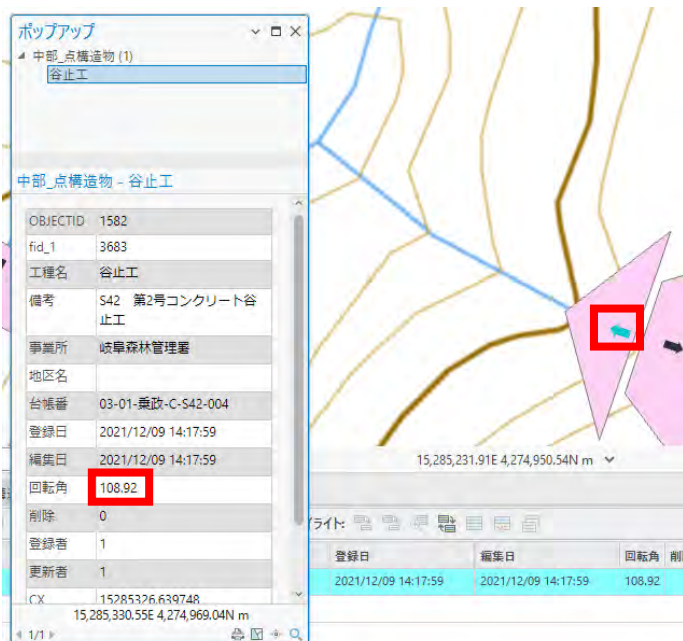 ポップアップ
中部_点構造物 (1)
谷止工
中部_点構造物 - 谷止工
OBJECTID 1582
fid_1 3683
工種名 谷止工
備考 S42 第2号コンクリート谷
止工
事業所 岐阜森林管理署
地区名
台帳番 03-01-乗政-C-S42-004
登録日 2021/12/09 14:17:59
編集日 2021/12/09 14:17:59
回転角 108.92
削除 0
登録者 1
更新者 1
CX 15285326.639748
15,285,330.55E 4,274,969.04N m
1/1
15,285,231.91E 4,274,950.54N m
イライト:
登録日 編集日 回転角 削
2021/12/09 14:17:59 2021/12/09 14:17:59 108.92